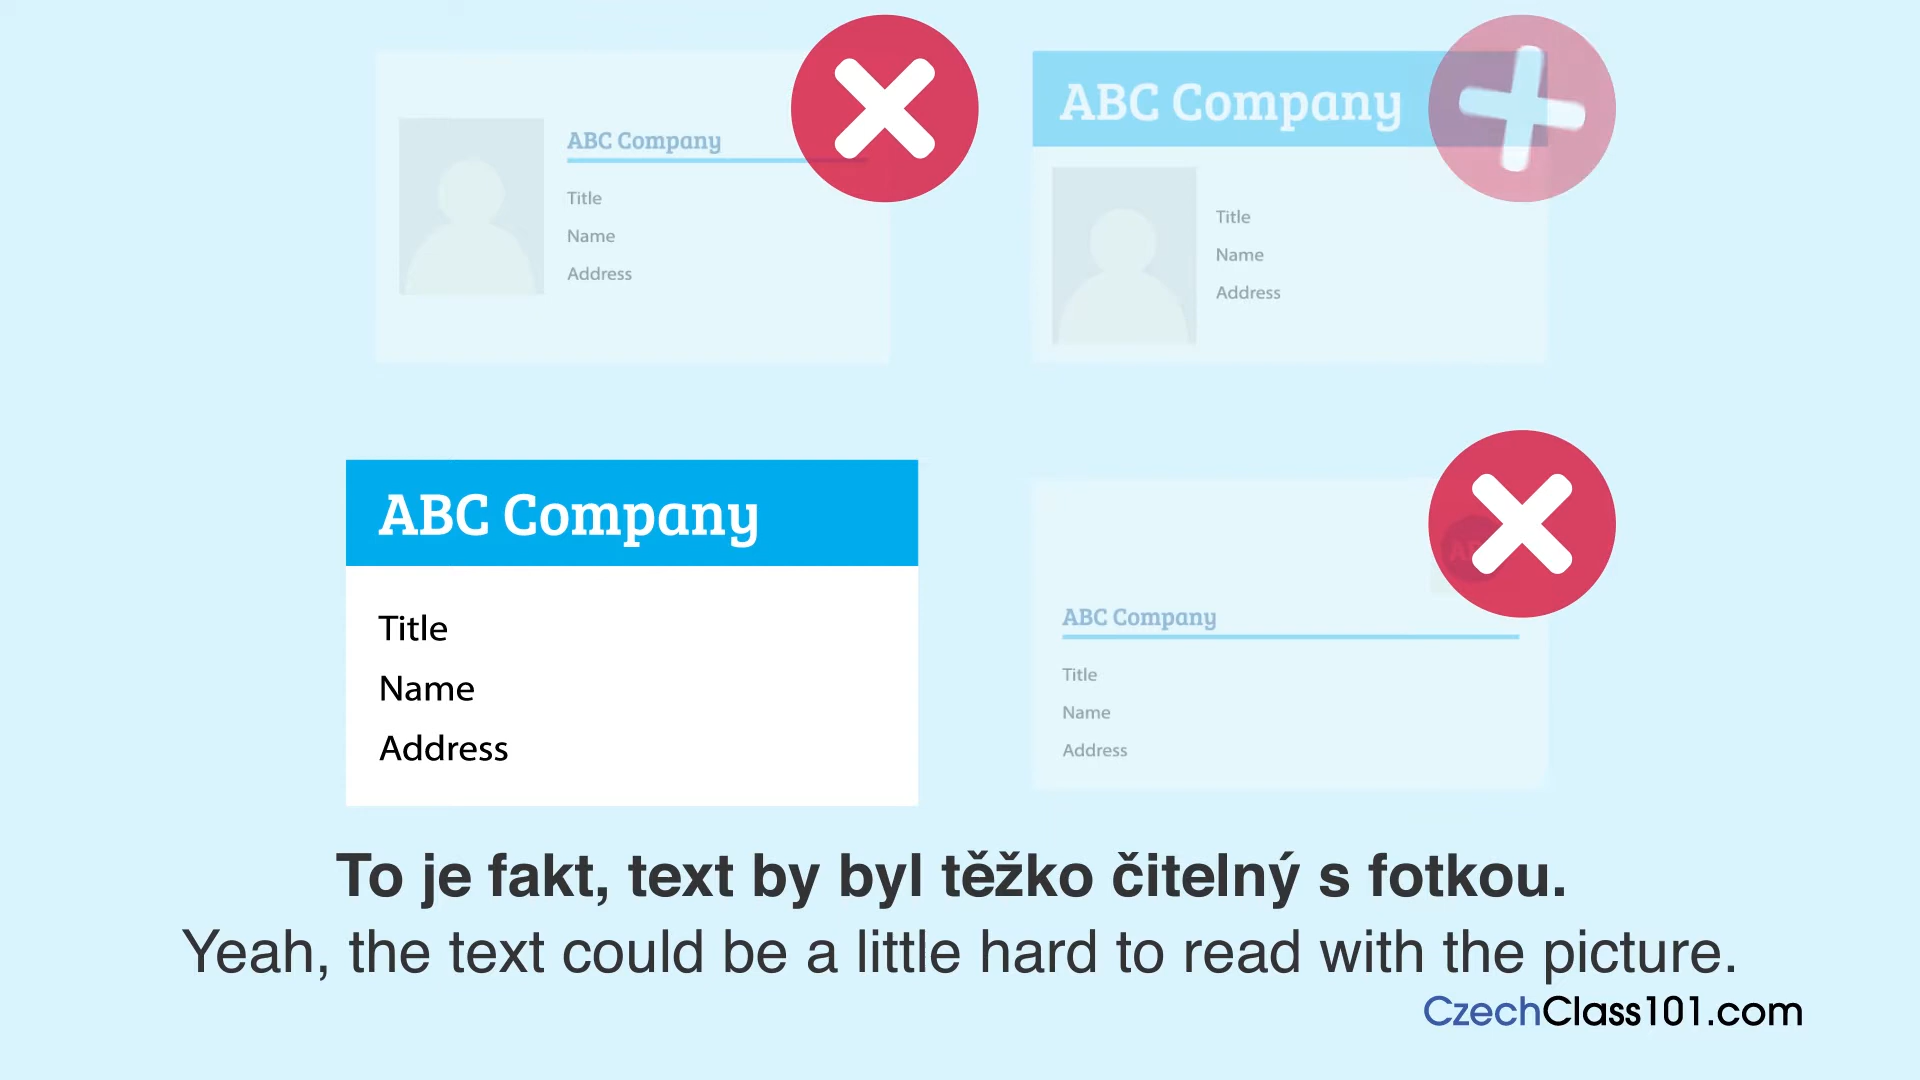 ABC Company
Title
Name
Address
ABC Company
Title
Name
Address
ABC Company
Title
Name
Address
ABC Company
Title
Name
Address
To je fakt, text by byl těžko čitelný s fotkou.
Yeah, the text could be a little hard to read with the picture.
CzechClass101.com